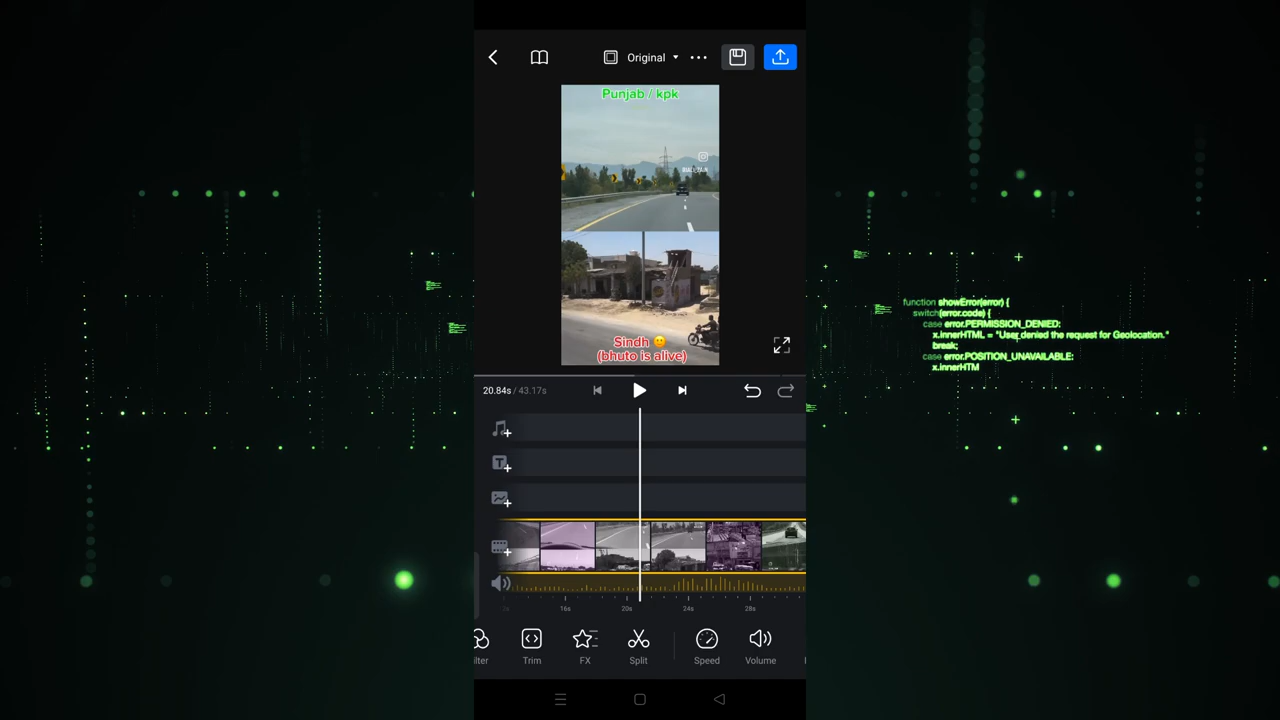 Original
Punjab / kpk
Sindh 🙂
(bhuto is alive)
20.84s / 43.17s
16s 20s 24s 28s
ilter Trim FX Split Speed Volume
function showError(error) {
switch(error.code) {
case error.PERMISSION_DENIED:
x.innerHTML = "User denied the request for Geolocation."
break;
case error.POSITION_UNAVAILABLE:
x.innerHTM